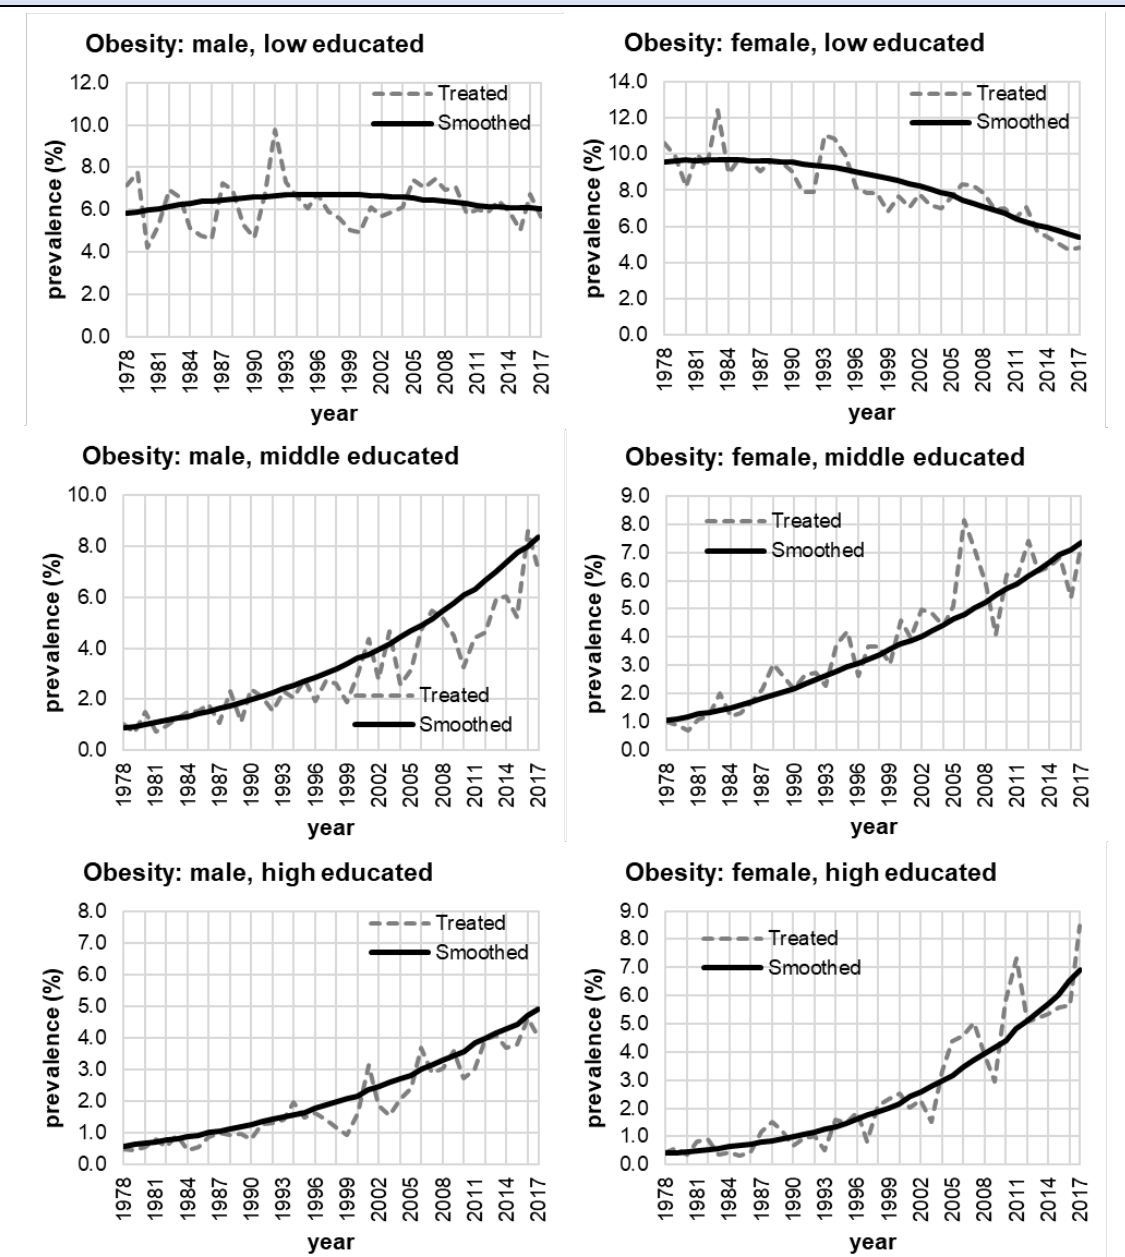 Obesity: male, low educated
12.0
10.0
8.0
6.0
4.0
2.0
0.0
prevalence (%)
Treated
Smoothed
1978 1981 1984 1987 1990 1993 1996 1999 2002 2005 2008 2011 2014 2017
year
Obesity: female, low educated
14.0
12.0
10.0
8.0
6.0
4.0
2.0
0.0
prevalence (%)
Treated
Smoothed
1978 1981 1984 1987 1990 1993 1996 1999 2002 2005 2008 2011 2014 2017
year
Obesity: male, middle educated
10.0
8.0
6.0
4.0
2.0
0.0
prevalence (%)
Treated
Smoothed
1978 1981 1984 1987 1990 1993 1996 1999 2002 2005 2008 2011 2014 2017
year
Obesity: female, middle educated
9.0
8.0
7.0
6.0
5.0
4.0
3.0
2.0
1.0
0.0
prevalence (%)
Treated
Smoothed
1978 1981 1984 1987 1990 1993 1996 1999 2002 2005 2008 2011 2014 2017
year
Obesity: male, high educated
8.0
7.0
6.0
5.0
4.0
3.0
2.0
1.0
0.0
prevalence (%)
Treated
Smoothed
1978 1981 1984 1987 1990 1993 1996 1999 2002 2005 2008 2011 2014 2017
year
Obesity: female, high educated
9.0
8.0
7.0
6.0
5.0
4.0
3.0
2.0
1.0
0.0
prevalence (%)
Treated
Smoothed
1978 1981 1984 1987 1990 1993 1996 1999 2002 2005 2008 2011 2014 2017
year